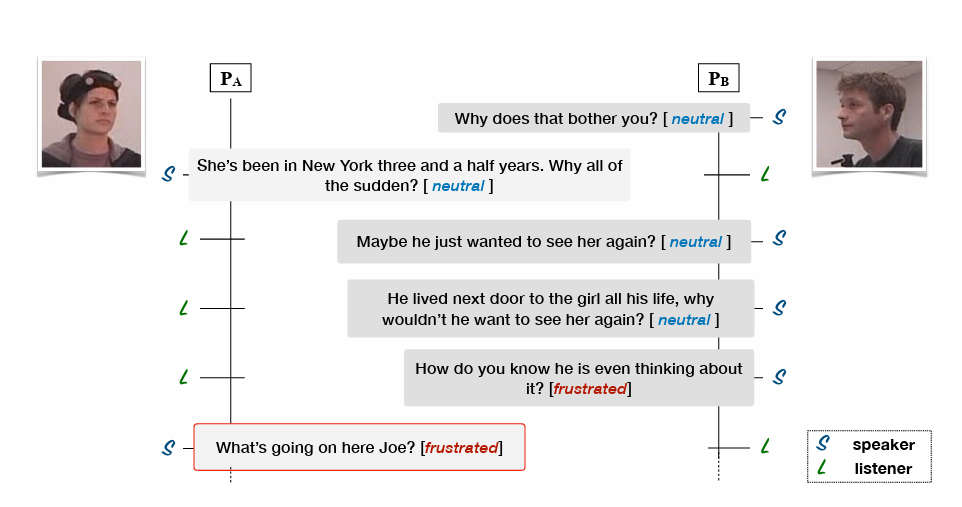 P_A
P_B
Why does that bother you? [ neutral ]
S
S
She's been in New York three and a half years. Why all of
the sudden? [ neutral ]
L
L
Maybe he just wanted to see her again? [ neutral ]
S
L
He lived next door to the girl all his life, why
wouldn't he want to see her again? [ neutral ]
S
L
How do you know he is even thinking about
it? [frustrated]
S
S
What's going on here Joe? [frustrated]
L
S speaker
L listener